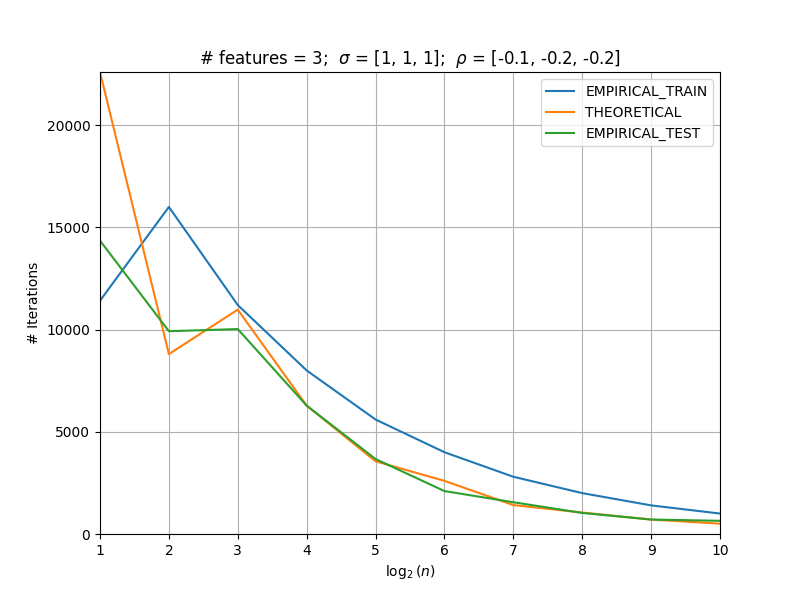 # features = 3; σ = [1, 1, 1]; ρ = [-0.1, -0.2, -0.2]
EMPIRICAL_TRAIN
THEORETICAL
EMPIRICAL_TEST
20000
15000
10000
5000
0
# Iterations
1 2 3 4 5 6 7 8 9 10
log₂(n)